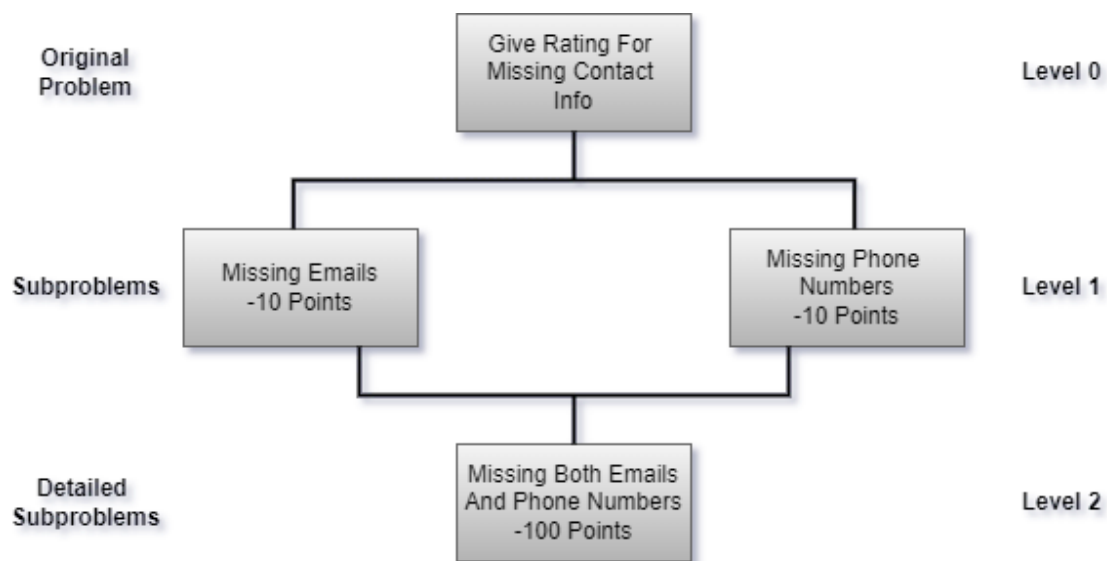 Original
Problem
Give Rating For
Missing Contact
Info
Level 0
Subproblems
Missing Emails
-10 Points
Missing Phone
Numbers
-10 Points
Level 1
Detailed
Subproblems
Missing Both Emails
And Phone Numbers
-100 Points
Level 2